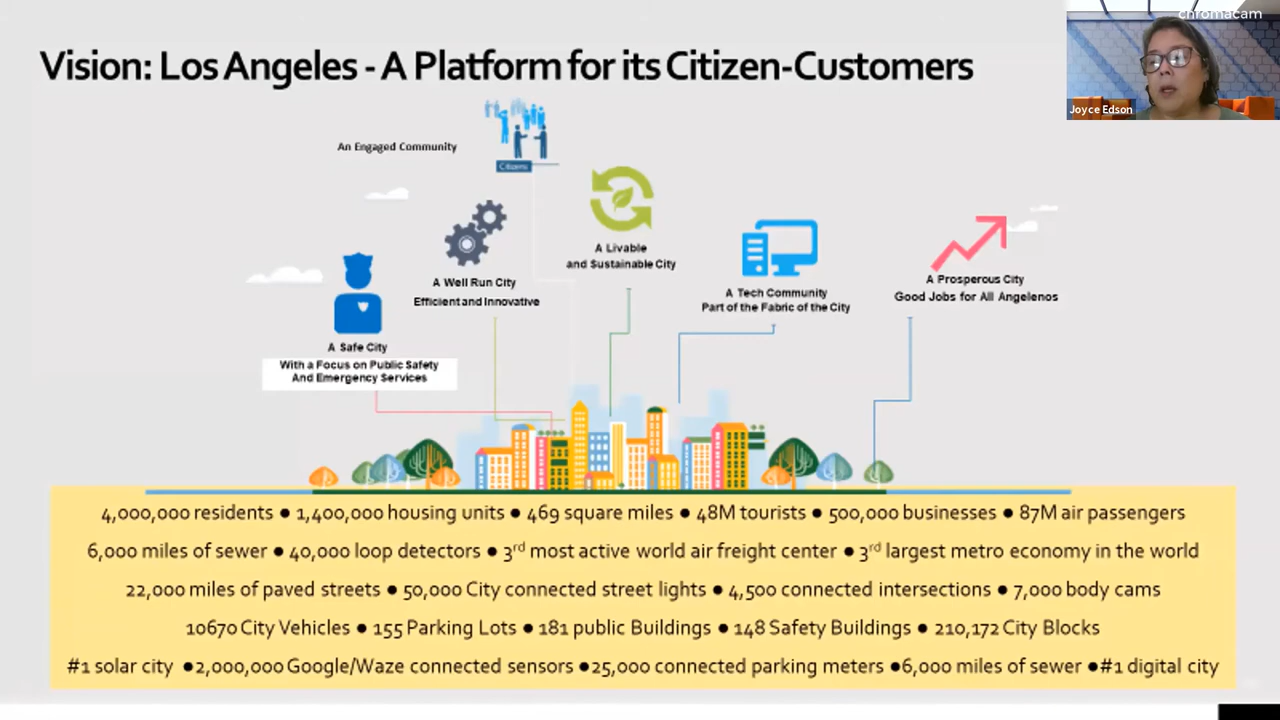 chromacam
Vision: Los Angeles - A Platform for its Citizen-Customers
Joyce Edson
An Engaged Community
Citizens
A Livable
and Sustainable City
A Well Run City
Efficient and Innovative
A Tech Community
Part of the Fabric of the City
A Prosperous City
Good Jobs for All Angelenos
A Safe City
With a Focus on Public Safety
And Emergency Services
4,000,000 residents ● 1,400,000 housing units ● 469 square miles ● 48M tourists ● 500,000 businesses ● 87M air passengers
6,000 miles of sewer ● 40,000 loop detectors ● 3rd most active world air freight center ● 3rd largest metro economy in the world
22,000 miles of paved streets ● 50,000 City connected street lights ● 4,500 connected intersections ● 7,000 body cams
10670 City Vehicles ● 155 Parking Lots ● 181 public Buildings ● 148 Safety Buildings ● 210,172 City Blocks
#1 solar city ●2,000,000 Google/Waze connected sensors ●25,000 connected parking meters ●6,000 miles of sewer ●#1 digital city